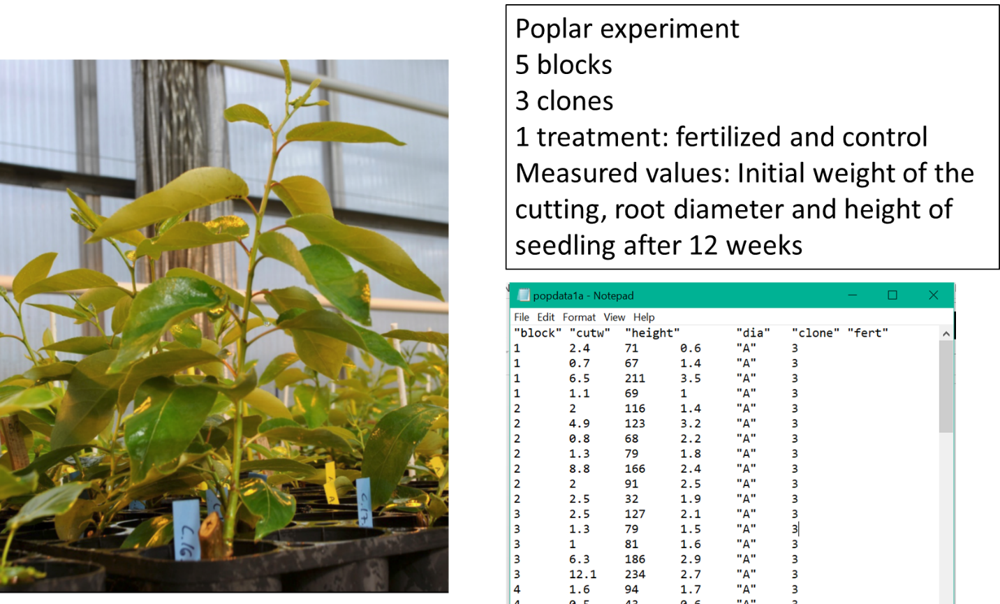 Poplar experiment
5 blocks
3 clones
1 treatment: fertilized and control
Measured values: Initial weight of the
cutting, root diameter and height of
seedling after 12 weeks
popdata1a - Notepad
File Edit Format View Help
"block" "cutw" "height" "dia" "clone" "fert"
1 2.4 71 0.6 "A" 3
1 0.7 67 1.4 "A" 3
1 6.5 211 3.5 "A" 3
1 1.1 69 1 "A" 3
2 2 116 1.4 "A" 3
2 4.9 123 3.2 "A" 3
2 0.8 68 2.2 "A" 3
2 1.3 79 1.8 "A" 3
2 8.8 166 2.4 "A" 3
2 2 91 2.5 "A" 3
2 2.5 32 1.9 "A" 3
3 2.5 127 2.1 "A" 3
3 1.3 79 1.5 "A" 3
3 1 81 1.6 "A" 3
3 6.3 186 2.9 "A" 3
3 12.1 234 2.7 "A" 3
4 1.6 94 1.7 "A" 3
4 0.5 43 0.6 "A" 3
A
C.17
C.16